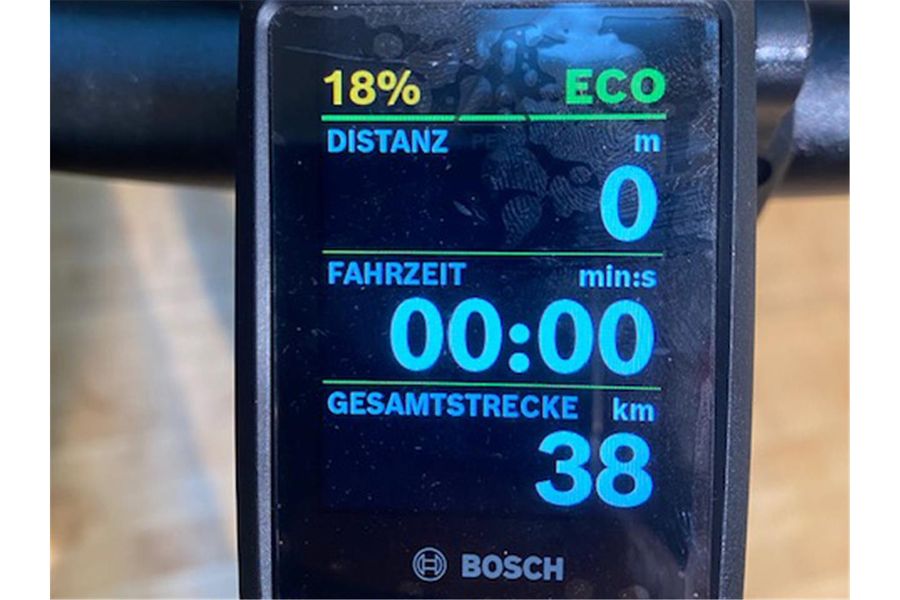 18% ECO
DISTANZ m
0
FAHRZEIT min:s
00:00
GESAMTSTRECKE km
38
BOSCH